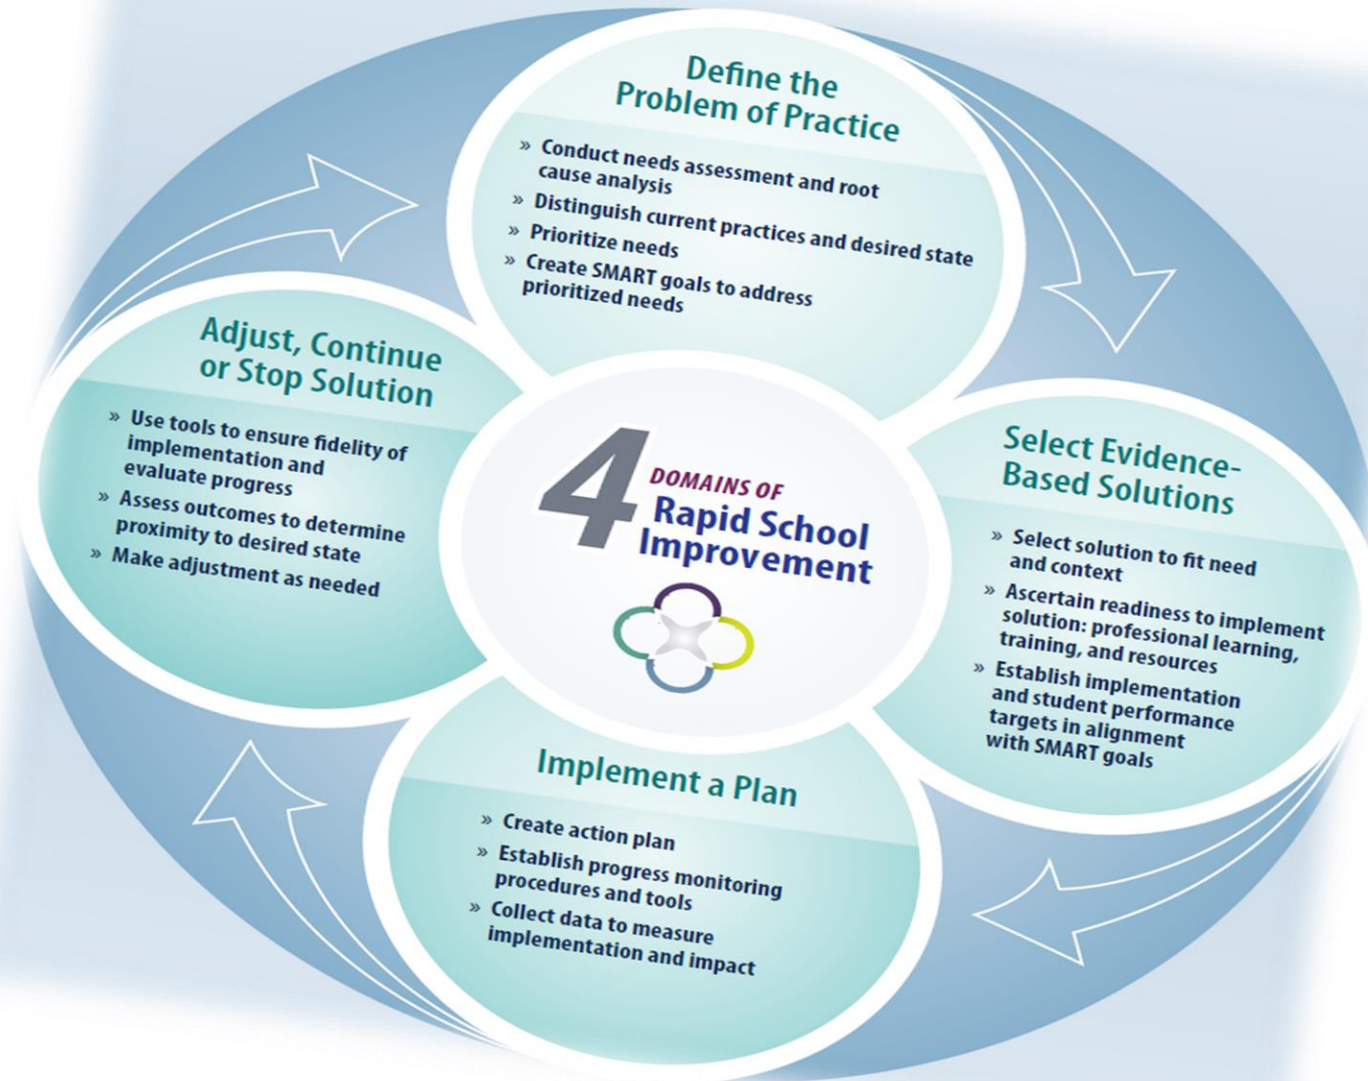 Define the
Problem of Practice
» Conduct needs assessment and root
cause analysis
» Distinguish current practices and desired state
» Prioritize needs
» Create SMART goals to address
prioritized needs
Select Evidence-
Based Solutions
» Select solution to fit need
and context
» Ascertain readiness to implement
solution: professional learning,
training, and resources
» Establish implementation
and student performance
targets in alignment
with SMART goals
Implement a Plan
» Create action plan
» Establish progress monitoring
procedures and tools
» Collect data to measure
implementation and impact
Adjust, Continue
or Stop Solution
» Use tools to ensure fidelity of
implementation and
evaluate progress
» Assess outcomes to determine
proximity to desired state
» Make adjustment as needed
4 DOMAINS OF
Rapid School
Improvement